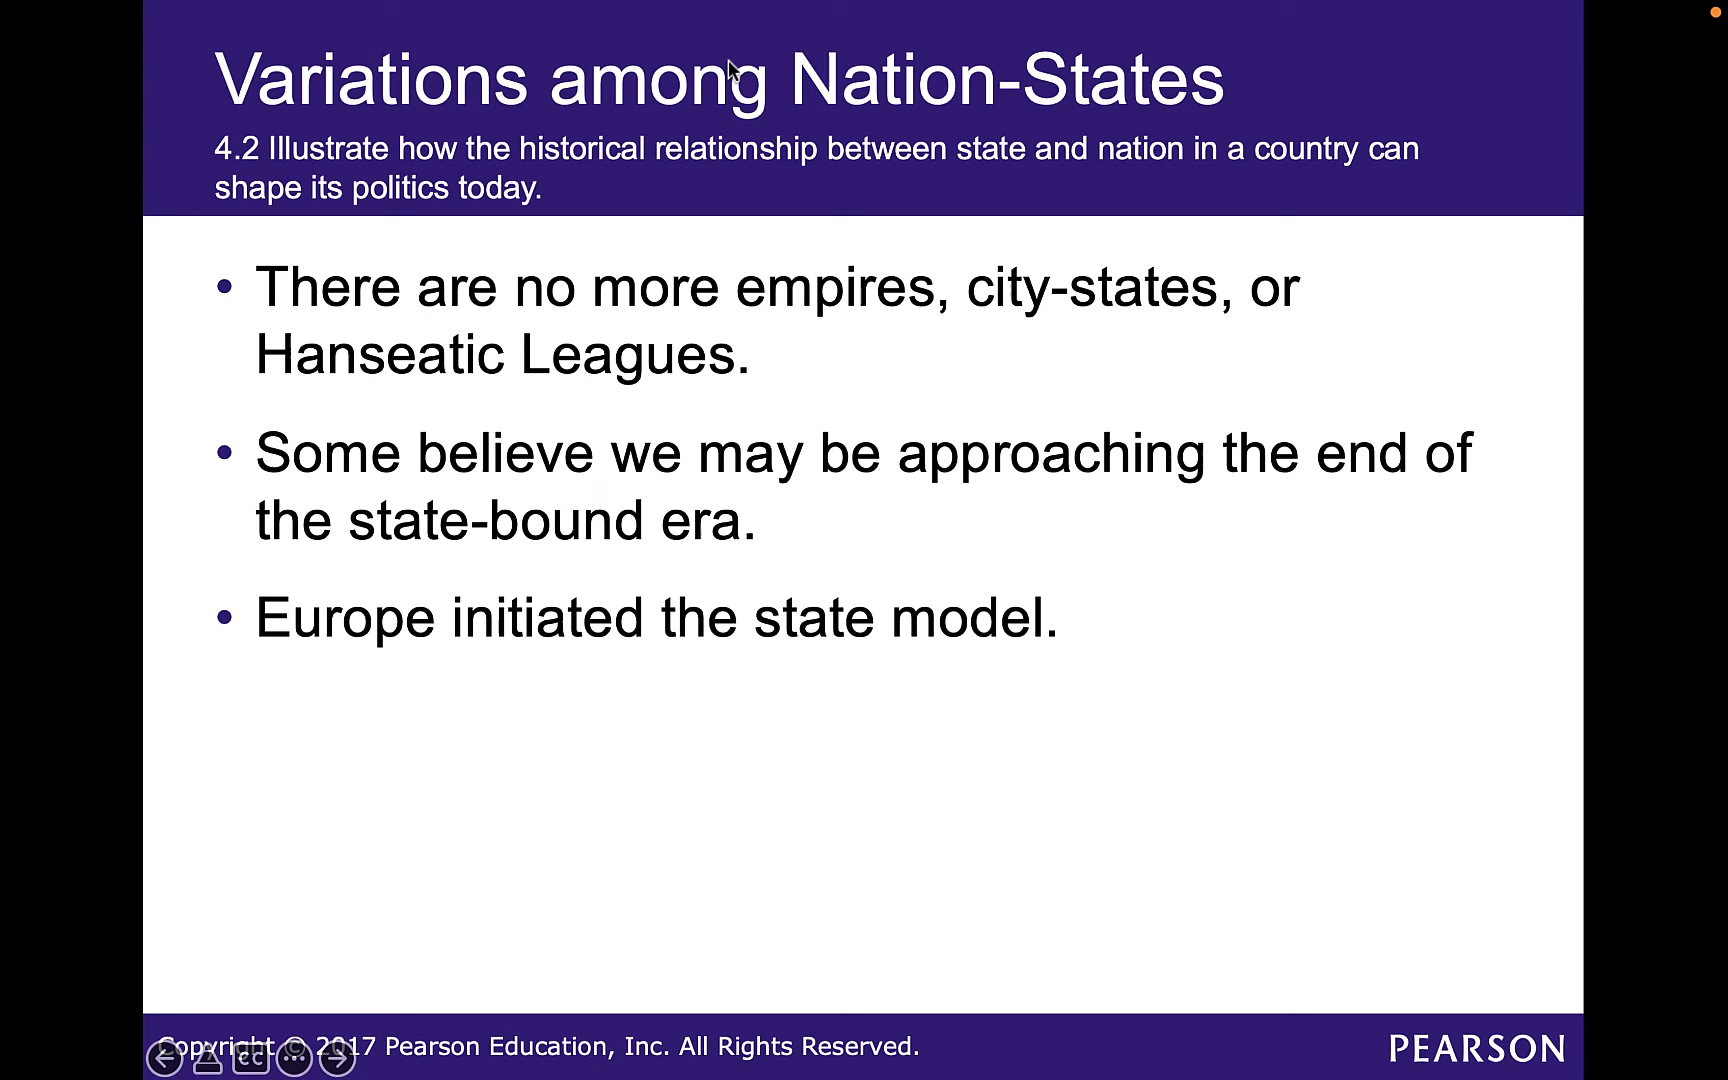 Variations among Nation-States
4.2 Illustrate how the historical relationship between state and nation in a country can
shape its politics today.
• There are no more empires, city-states, or
Hanseatic Leagues.
• Some believe we may be approaching the end of
the state-bound era.
• Europe initiated the state model.
Copyright © 2017 Pearson Education, Inc. All Rights Reserved.
PEARSON
CC